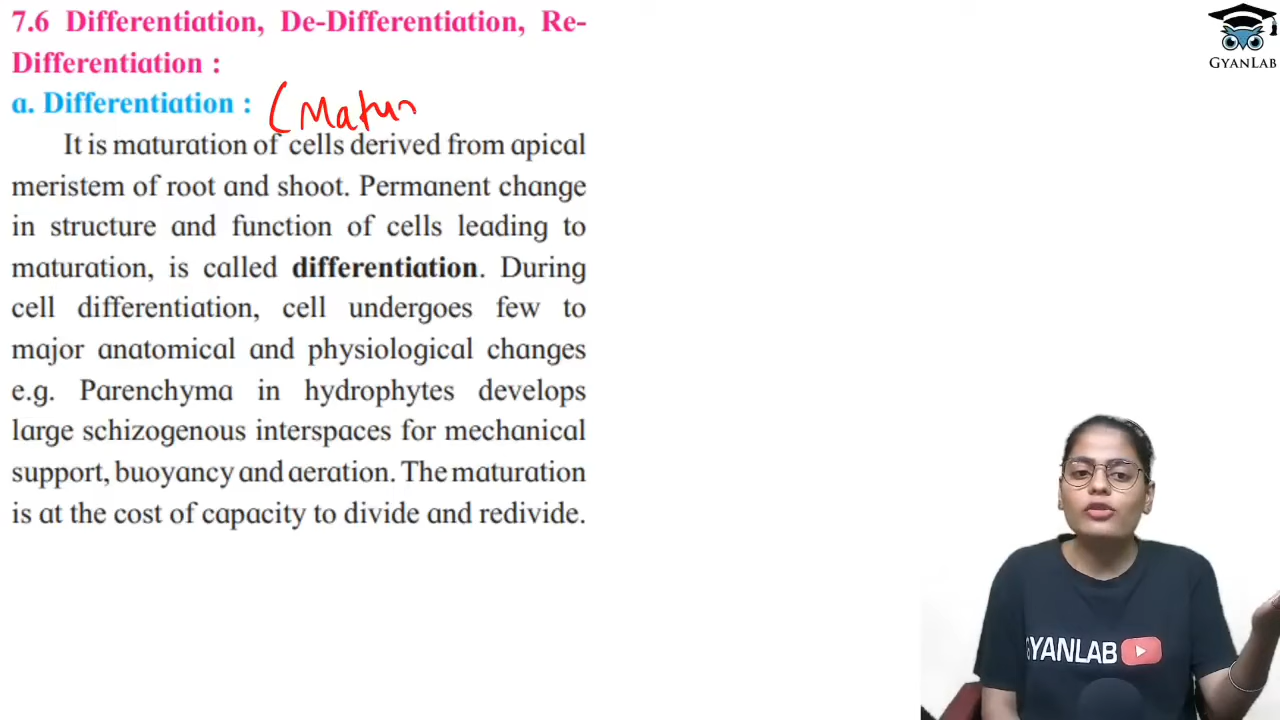 7.6 Differentiation, De-Differentiation, Re-
Differentiation :
a. Differentiation : (Matur
It is maturation of cells derived from apical
meristem of root and shoot. Permanent change
in structure and function of cells leading to
maturation, is called differentiation. During
cell differentiation, cell undergoes few to
major anatomical and physiological changes
e.g. Parenchyma in hydrophytes develops
large schizogenous interspaces for mechanical
support, buoyancy and aeration. The maturation
is at the cost of capacity to divide and redivide.
GYANLAB
GYANLAB